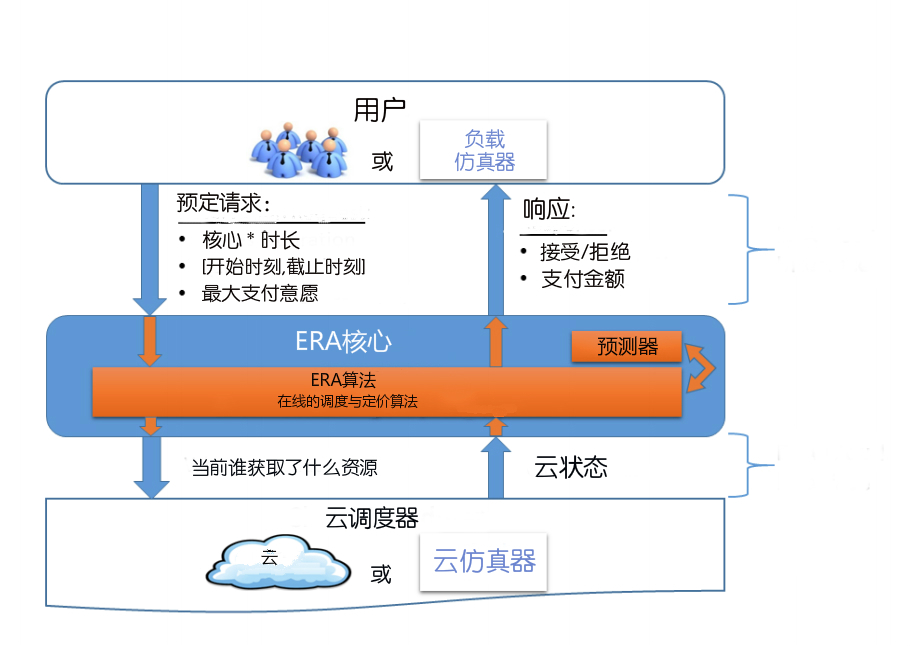 用户
或
负载
仿真器
预定请求:
• 核心 * 时长
• [开始时刻,截止时刻]
• 最大支付意愿
响应:
• 接受/拒绝
• 支付金额
ERA核心
预测器
ERA算法
在线的调度与定价算法
当前谁获取了什么资源
云状态
云调度器
云
或
云仿真器